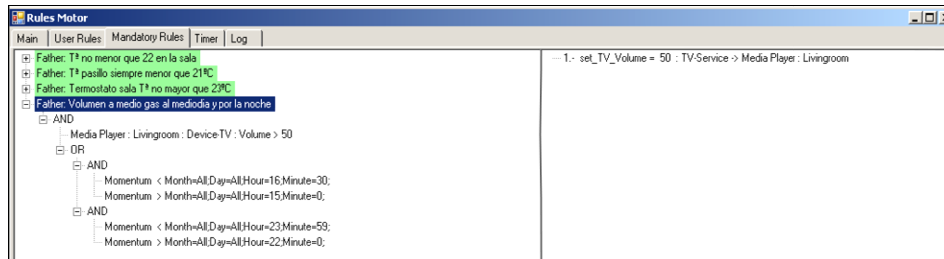 Rules Motor
Main User Rules Mandatory Rules Timer Log
Father: Tª no menor que 22 en la sala
Father: Tª pasillo siempre menor que 21ºC
Father: Termostato sala Tª no mayor que 23ºC
Father: Volumen a medio gas al mediodia y por la noche
AND
Media Player : Livingroom : Device-TV : Volume > 50
OR
AND
Momentum < Month=All;Day=All;Hour=16;Minute=30;
Momentum > Month=All;Day=All;Hour=15;Minute=0;
AND
Momentum < Month=All;Day=All;Hour=23;Minute=59;
Momentum > Month=All;Day=All;Hour=22;Minute=0;
1.- set_TV_Volume = 50 : TV-Service -> Media Player : Livingroom